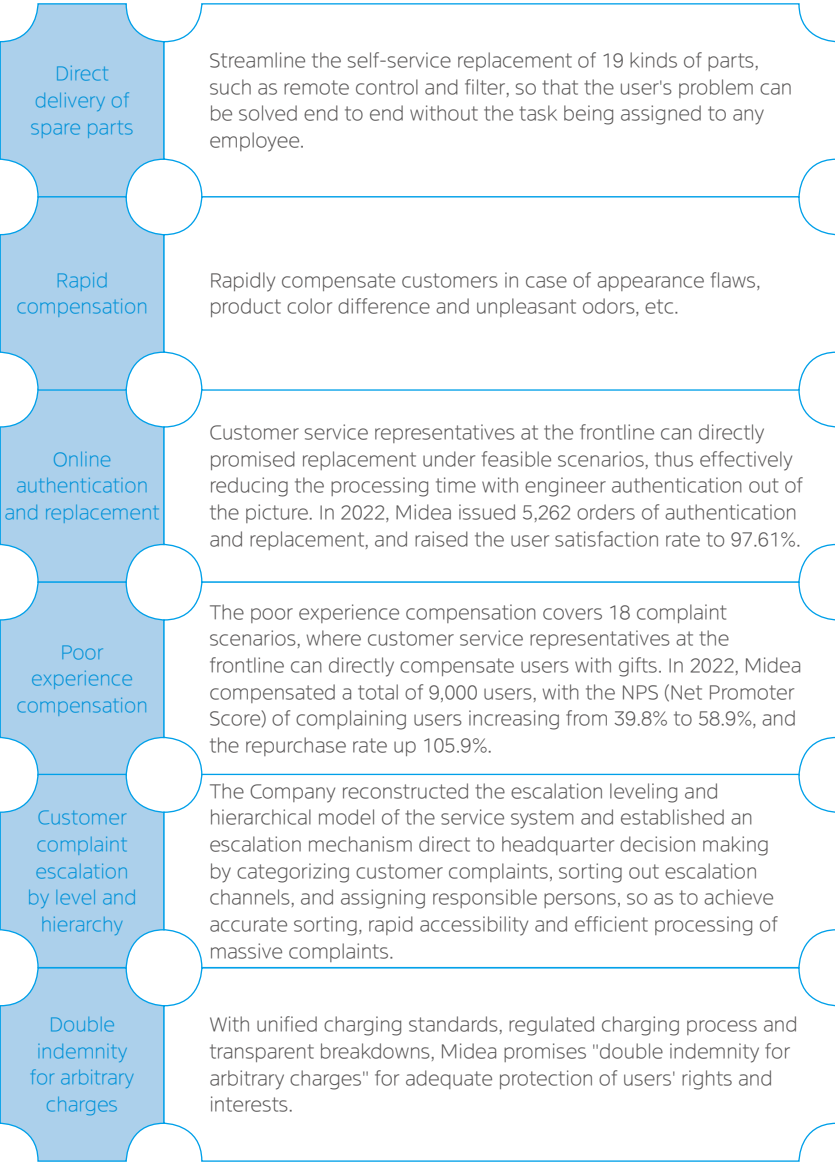 Direct
delivery of
spare parts
Streamline the self-service replacement of 19 kinds of parts,
such as remote control and filter, so that the user's problem can
be solved end to end without the task being assigned to any
employee.
Rapid
compensation
Rapidly compensate customers in case of appearance flaws,
product color difference and unpleasant odors, etc.
Online
authentication
and replacement
Customer service representatives at the frontline can directly
promised replacement under feasible scenarios, thus effectively
reducing the processing time with engineer authentication out of
the picture. In 2022, Midea issued 5,262 orders of authentication
and replacement, and raised the user satisfaction rate to 97.61%.
Poor
experience
compensation
The poor experience compensation covers 18 complaint
scenarios, where customer service representatives at the
frontline can directly compensate users with gifts. In 2022, Midea
compensated a total of 9,000 users, with the NPS (Net Promoter
Score) of complaining users increasing from 39.8% to 58.9%, and
the repurchase rate up 105.9%.
Customer
complaint
escalation
by level and
hierarchy
The Company reconstructed the escalation leveling and
hierarchical model of the service system and established an
escalation mechanism direct to headquarter decision making
by categorizing customer complaints, sorting out escalation
channels, and assigning responsible persons, so as to achieve
accurate sorting, rapid accessibility and efficient processing of
massive complaints.
Double
indemnity
for arbitrary
charges
With unified charging standards, regulated charging process and
transparent breakdowns, Midea promises "double indemnity for
arbitrary charges" for adequate protection of users' rights and
interests.